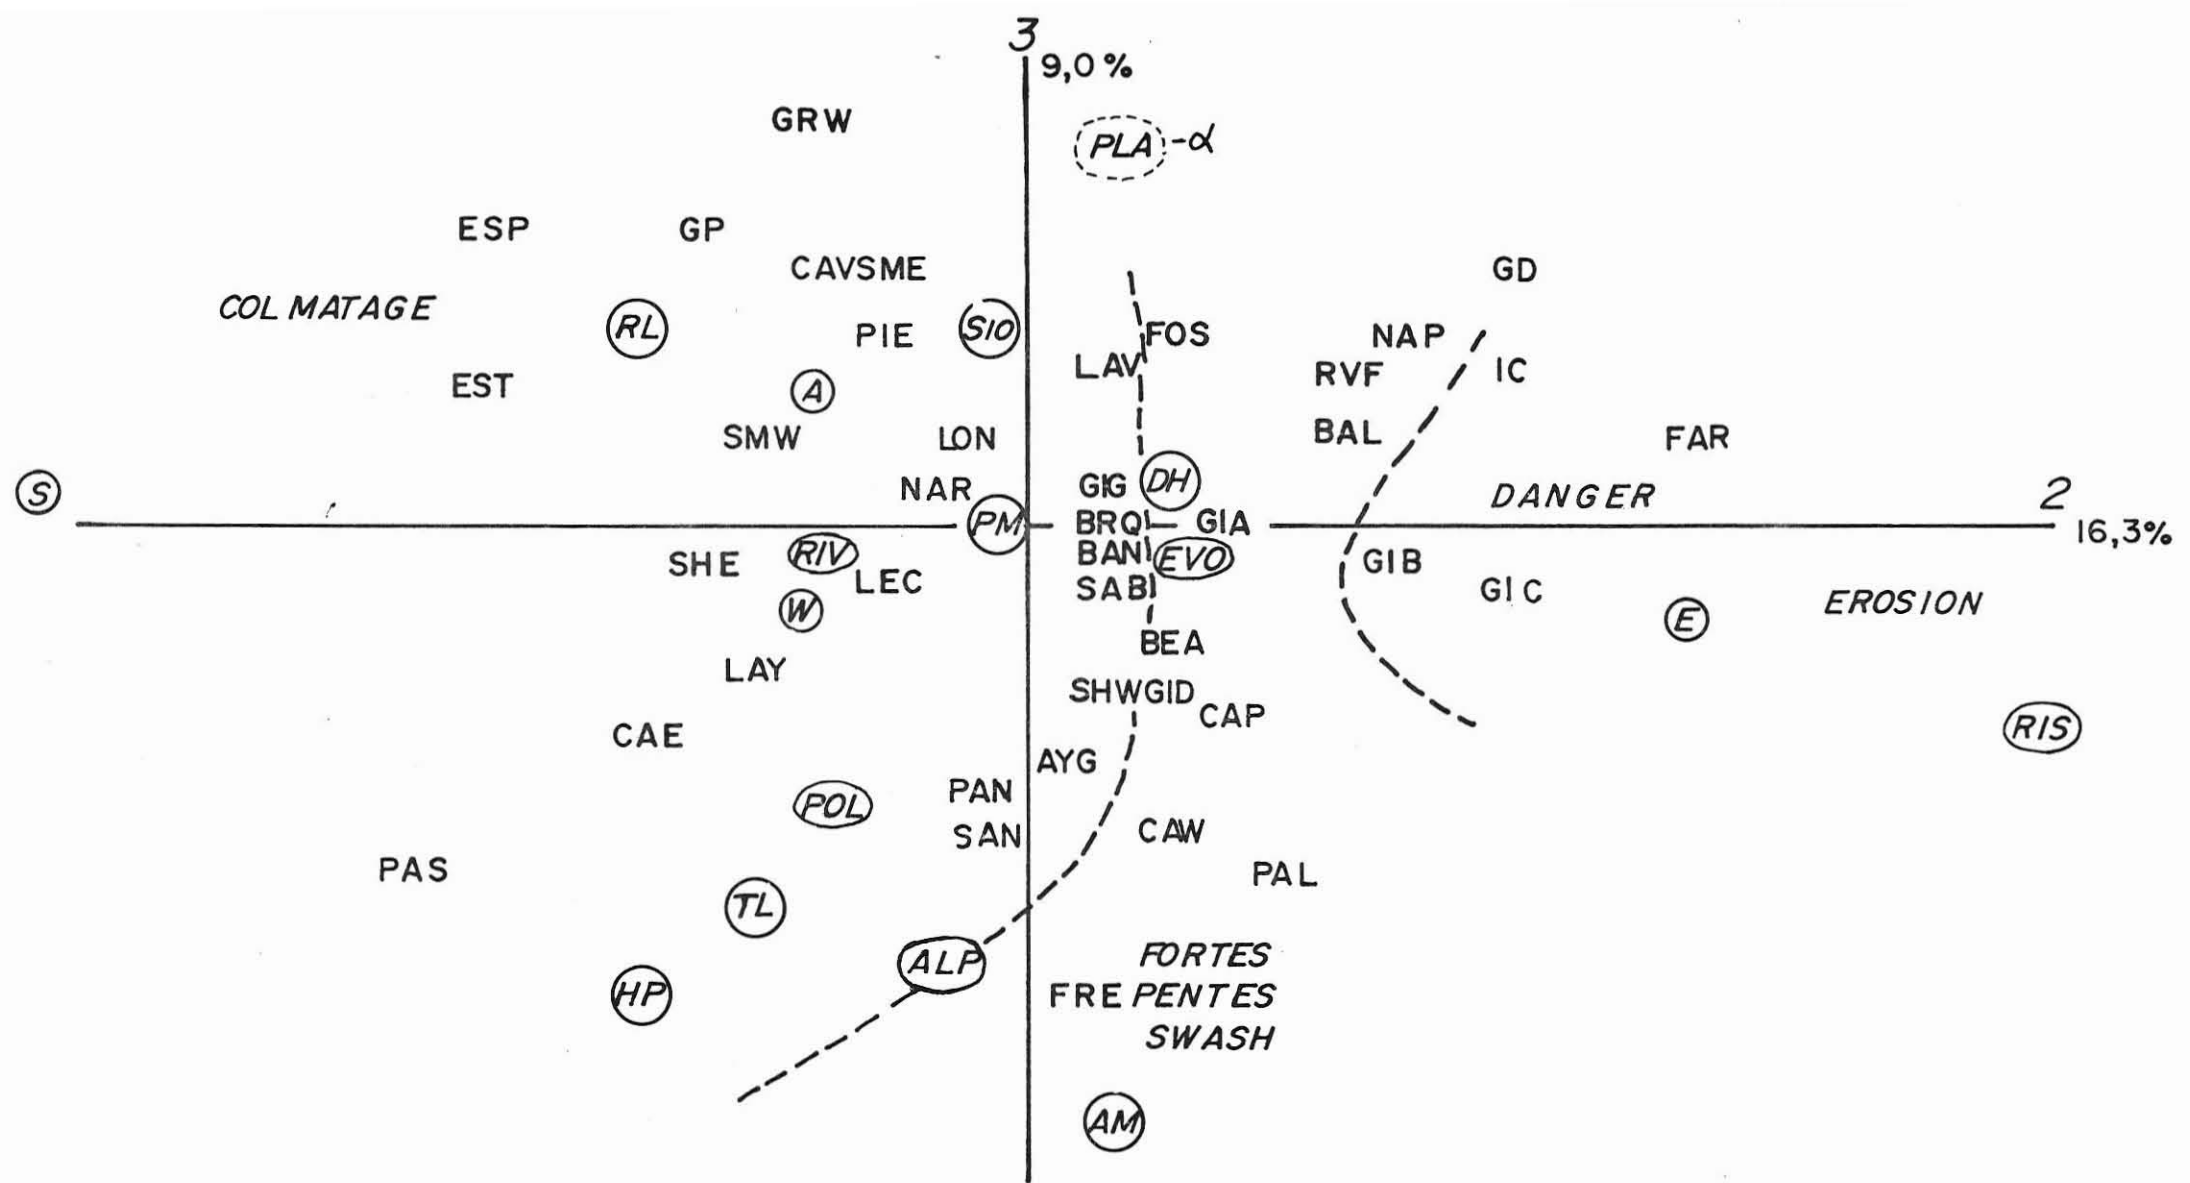 3
9,0 %
GRW
PLA -α
ESP
GP
CAVSME
GD
COLMATAGE
RL
PIE
SIO
FOS
NAP
LAV
RVF
IC
EST
A
SMW
LON
BAL
FAR
S
NAR
GIG
DH
DANGER
2
PM
BRQ
GIA
16,3%
SHE
RIV
LEC
BAN
EVO
GIB
SAB
GIC
W
E
EROSION
BEA
LAY
SHWGID
CAP
RIS
CAE
AYG
PAN
POL
SAN
CAW
PAS
PAL
TL
ALP
FORTES
HP
FRE PENTES
SWASH
AM